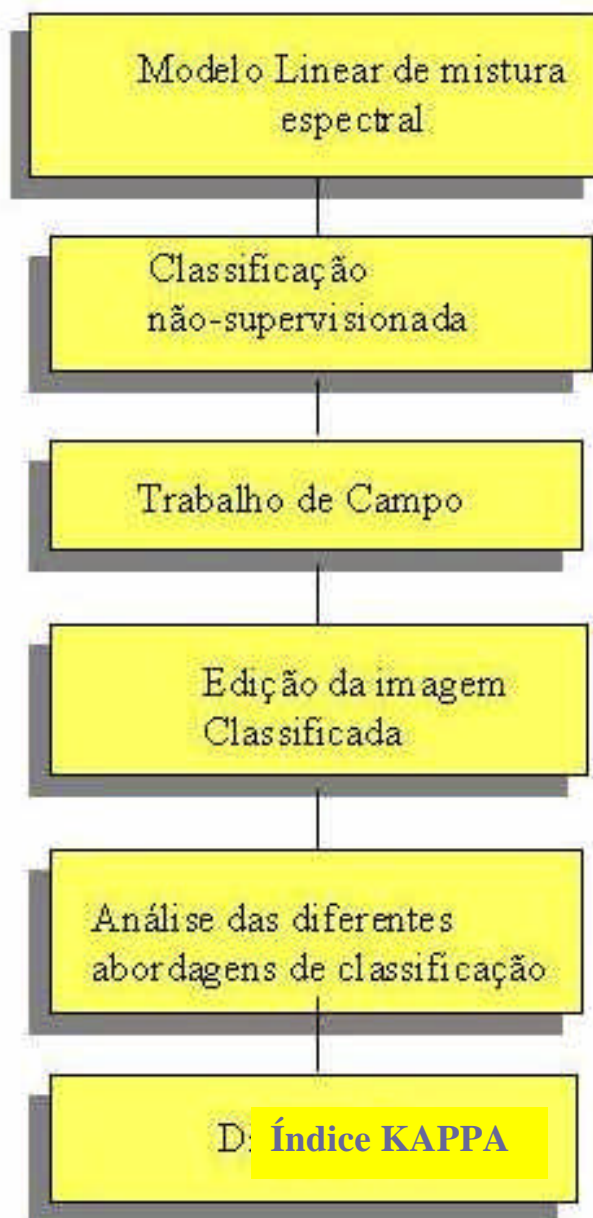 Modelo Linear de mistura
espectral
Classificação
não-supervisionada
Trabalho de Campo
Edição da imagem
Classificada
Análise das diferentes
abordagens de classificação
Índice KAPPA